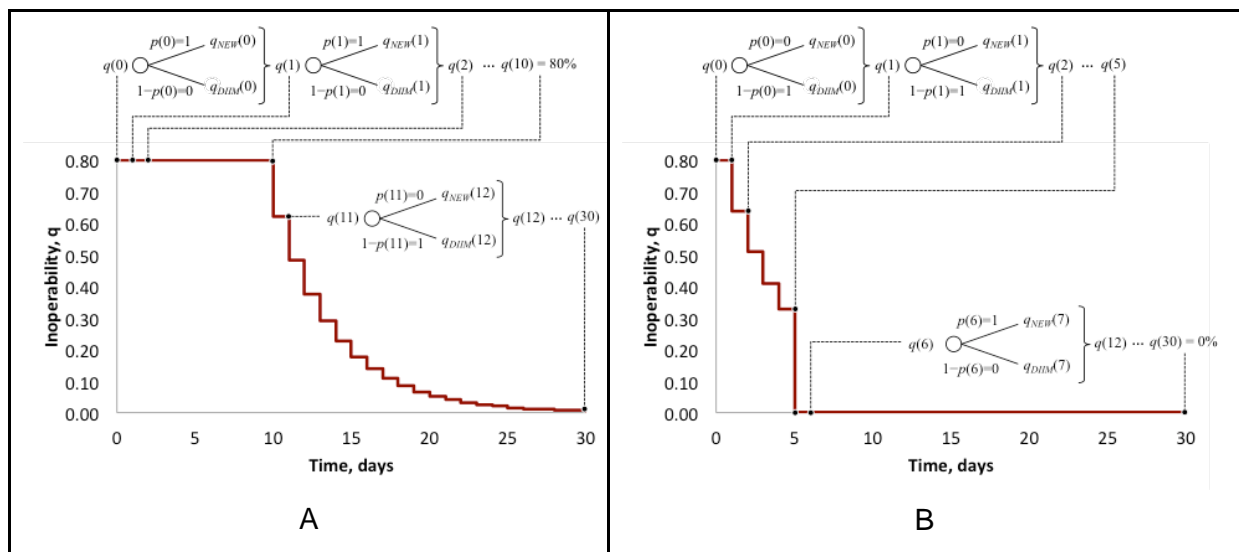 p(0)=1 q_NEW(0) p(1)=1 q_NEW(1)
q(0) q(1) q(2) ··· q(10) = 80%
1−p(0)=0 q_DIIM(0) 1−p(1)=0 q_DIIM(1)
0.80
0.70
0.60
0.50
0.40
0.30
0.20
0.10
0.00
Inoperability, q
p(11)=0 q_NEW(12)
q(11) q(12) ··· q(30)
1−p(11)=1 q_DIIM(12)
0 5 10 15 20 25 30
Time, days
A
p(0)=0 q_NEW(0) p(1)=0 q_NEW(1)
q(0) q(1) q(2) ··· q(5)
1−p(0)=1 q_DIIM(0) 1−p(1)=1 q_DIIM(1)
0.80
0.70
0.60
0.50
0.40
0.30
0.20
0.10
0.00
Inoperability, q
p(6)=1 q_NEW(7)
q(6) q(12) ··· q(30) = 0%
1−p(6)=0 q_DIIM(7)
0 5 10 15 20 25 30
Time, days
B